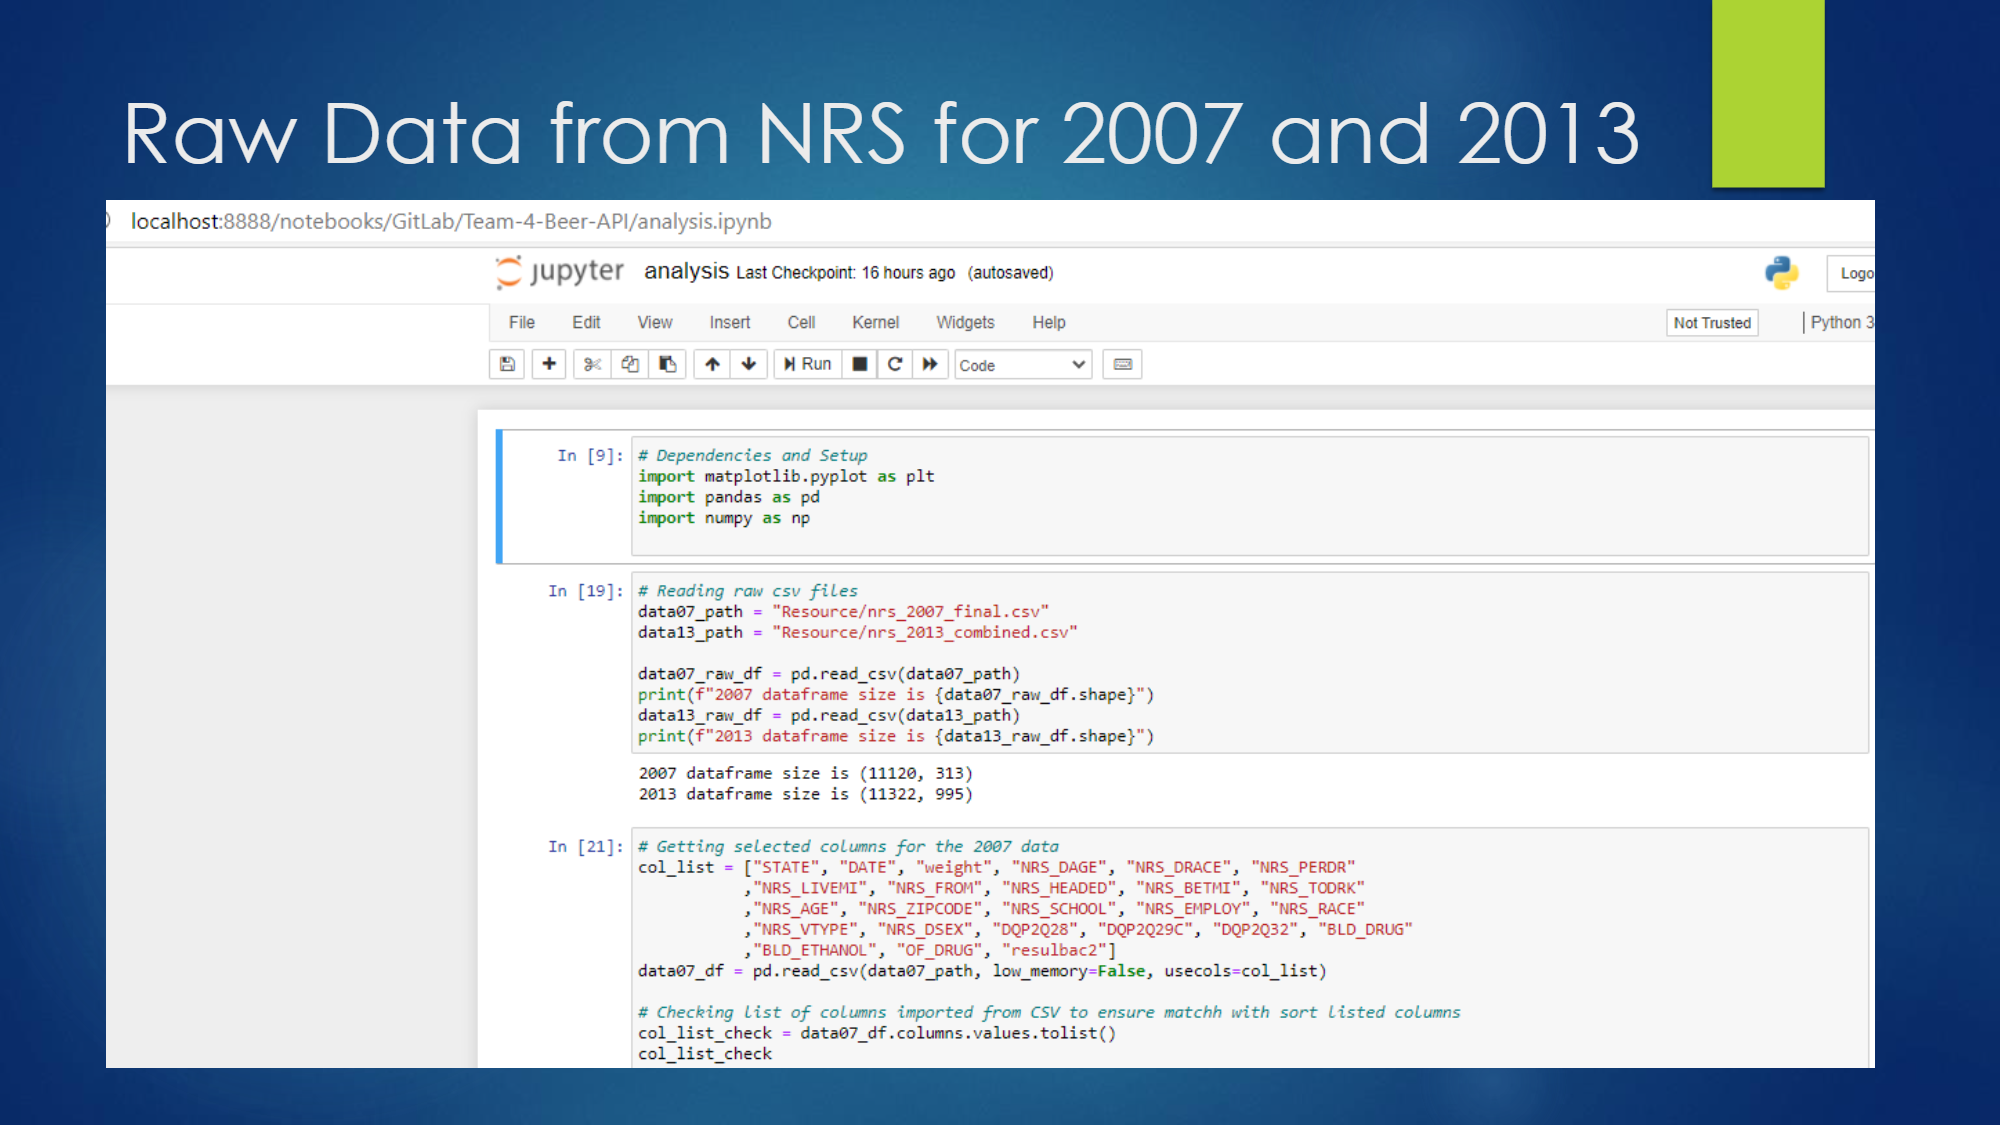 Raw Data from NRS for 2007 and 2013
localhost:8888/notebooks/GitLab/Team-4-Beer-API/analysis.ipynb
jupyter analysis Last Checkpoint: 16 hours ago (autosaved)
Logo
File Edit View Insert Cell Kernel Widgets Help
Not Trusted
Python 3
Run
Code
In [9]: # Dependencies and Setup
import matplotlib.pyplot as plt
import pandas as pd
import numpy as np
In [19]: # Reading raw csv files
data07_path = "Resource/nrs_2007_final.csv"
data13_path = "Resource/nrs_2013_combined.csv"
data07_raw_df = pd.read_csv(data07_path)
print(f"2007 dataframe size is {data07_raw_df.shape}")
data13_raw_df = pd.read_csv(data13_path)
print(f"2013 dataframe size is {data13_raw_df.shape}")
2007 dataframe size is (11120, 313)
2013 dataframe size is (11322, 995)
In [21]: # Getting selected columns for the 2007 data
col_list = ["STATE", "DATE", "weight", "NRS_DAGE", "NRS_DRACE", "NRS_PERDR"
,"NRS_LIVEMI", "NRS_FROM", "NRS_HEADED", "NRS_BETMI", "NRS_TODRK"
,"NRS_AGE", "NRS_ZIPCODE", "NRS_SCHOOL", "NRS_EMPLOY", "NRS_RACE"
,"NRS_VTYPE", "NRS_DSEX", "DQP2Q28", "DQP2Q29C", "DQP2Q32", "BLD_DRUG"
,"BLD_ETHANOL", "OF_DRUG", "resulbac2"]
data07_df = pd.read_csv(data07_path, low_memory=False, usecols=col_list)
# Checking list of columns imported from CSV to ensure matchh with sort listed columns
col_list_check = data07_df.columns.values.tolist()
col_list_check